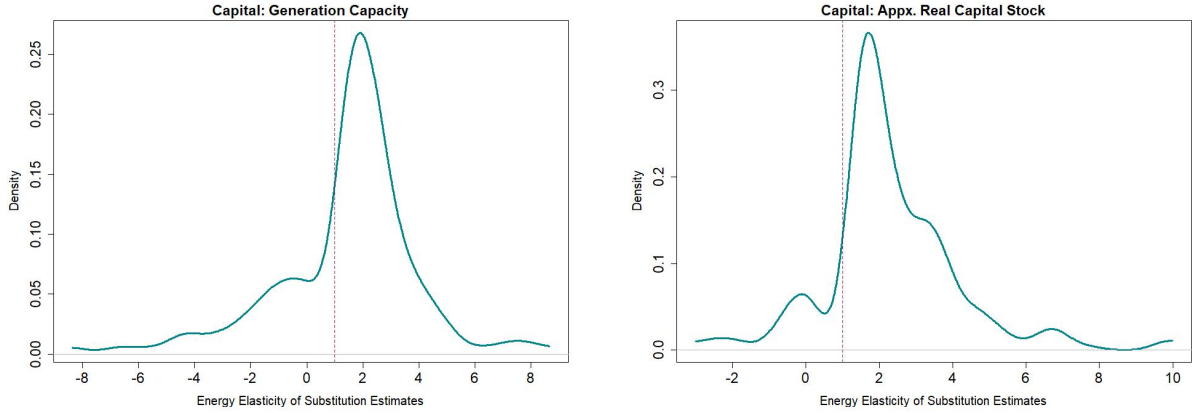 Capital: Generation Capacity
Density
0.00 0.05 0.10 0.15 0.20 0.25
-8 -6 -4 -2 0 2 4 6 8
Energy Elasticity of Substitution Estimates
Capital: Appx. Real Capital Stock
Density
0.0 0.1 0.2 0.3
-2 0 2 4 6 8 10
Energy Elasticity of Substitution Estimates